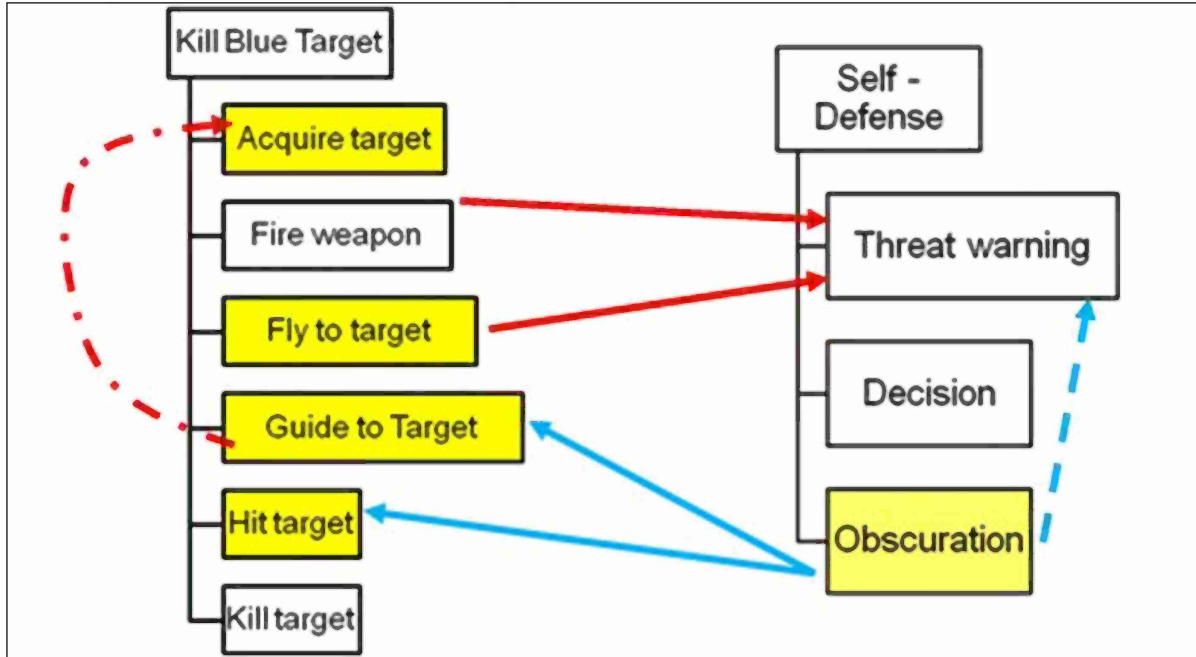 Kill Blue Target
Acquire target
Fire weapon
Fly to target
Guide to Target
Hit target
Kill target
Self -
Defense
Threat warning
Decision
Obscuration